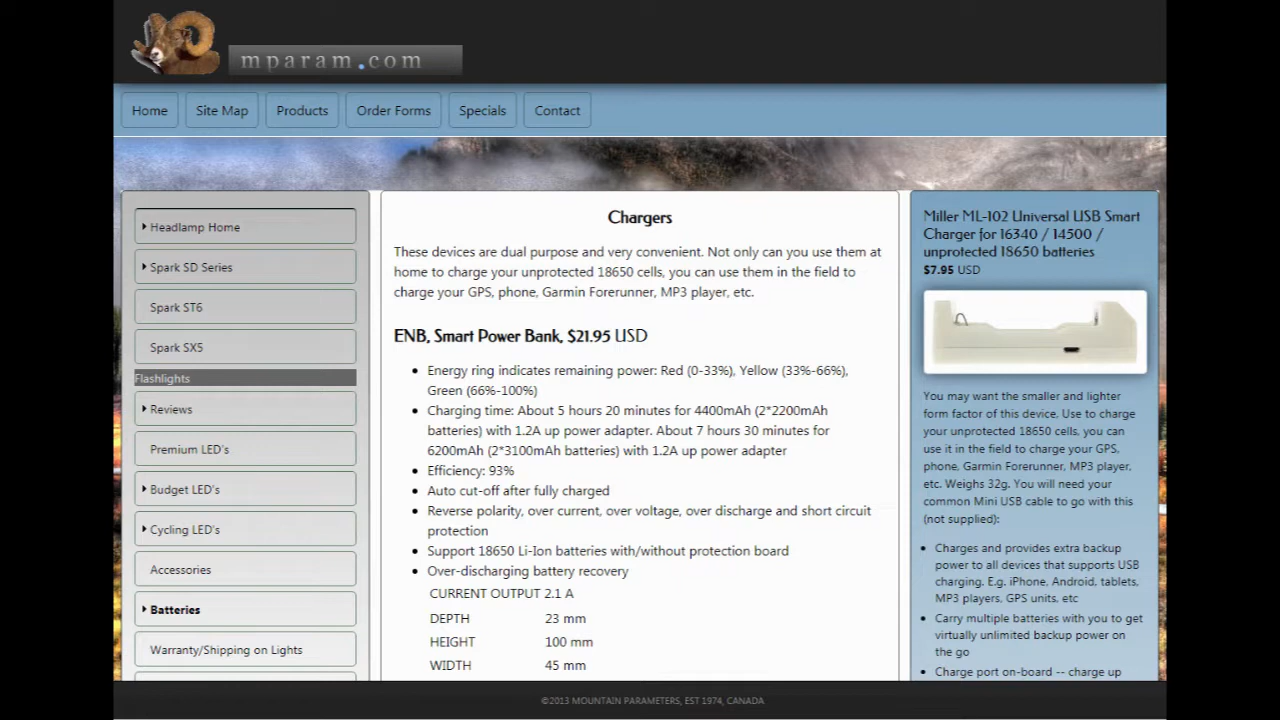 mparam.com
Home
Site Map
Products
Order Forms
Specials
Contact
Headlamp Home
Spark SD Series
Spark ST6
Spark SX5
Flashlights
Reviews
Premium LED's
Budget LED's
Cycling LED's
Accessories
Batteries
Warranty/Shipping on Lights
Chargers
These devices are dual purpose and very convenient. Not only can you use them at
home to charge your unprotected 18650 cells, you can use them in the field to
charge your GPS, phone, Garmin Forerunner, MP3 player, etc.
ENB, Smart Power Bank, $21.95 USD
Energy ring indicates remaining power: Red (0-33%), Yellow (33%-66%),
Green (66%-100%)
Charging time: About 5 hours 20 minutes for 4400mAh (2*2200mAh
batteries) with 1.2A up power adapter. About 7 hours 30 minutes for
6200mAh (2*3100mAh batteries) with 1.2A up power adapter
Efficiency: 93%
Auto cut-off after fully charged
Reverse polarity, over current, over voltage, over discharge and short circuit
protection
Support 18650 Li-Ion batteries with/without protection board
Over-discharging battery recovery
CURRENT OUTPUT 2.1 A
DEPTH 23 mm
HEIGHT 100 mm
WIDTH 45 mm
Miller ML-102 Universal USB Smart
Charger for 16340 / 14500 /
unprotected 18650 batteries
$7.95 USD
You may want the smaller and lighter
form factor of this device. Use to charge
your unprotected 18650 cells, you can
use it in the field to charge your GPS,
phone, Garmin Forerunner, MP3 player,
etc. Weighs 32g. You will need your
common Mini USB cable to go with this
(not supplied):
Charges and provides extra backup
power to all devices that supports USB
charging. E.g. iPhone, Android, tablets,
MP3 players, GPS units, etc
Carry multiple batteries with you to get
virtually unlimited backup power on
the go
Charge port on-board -- charge up
©2013 MOUNTAIN PARAMETERS, EST 1974, CANADA